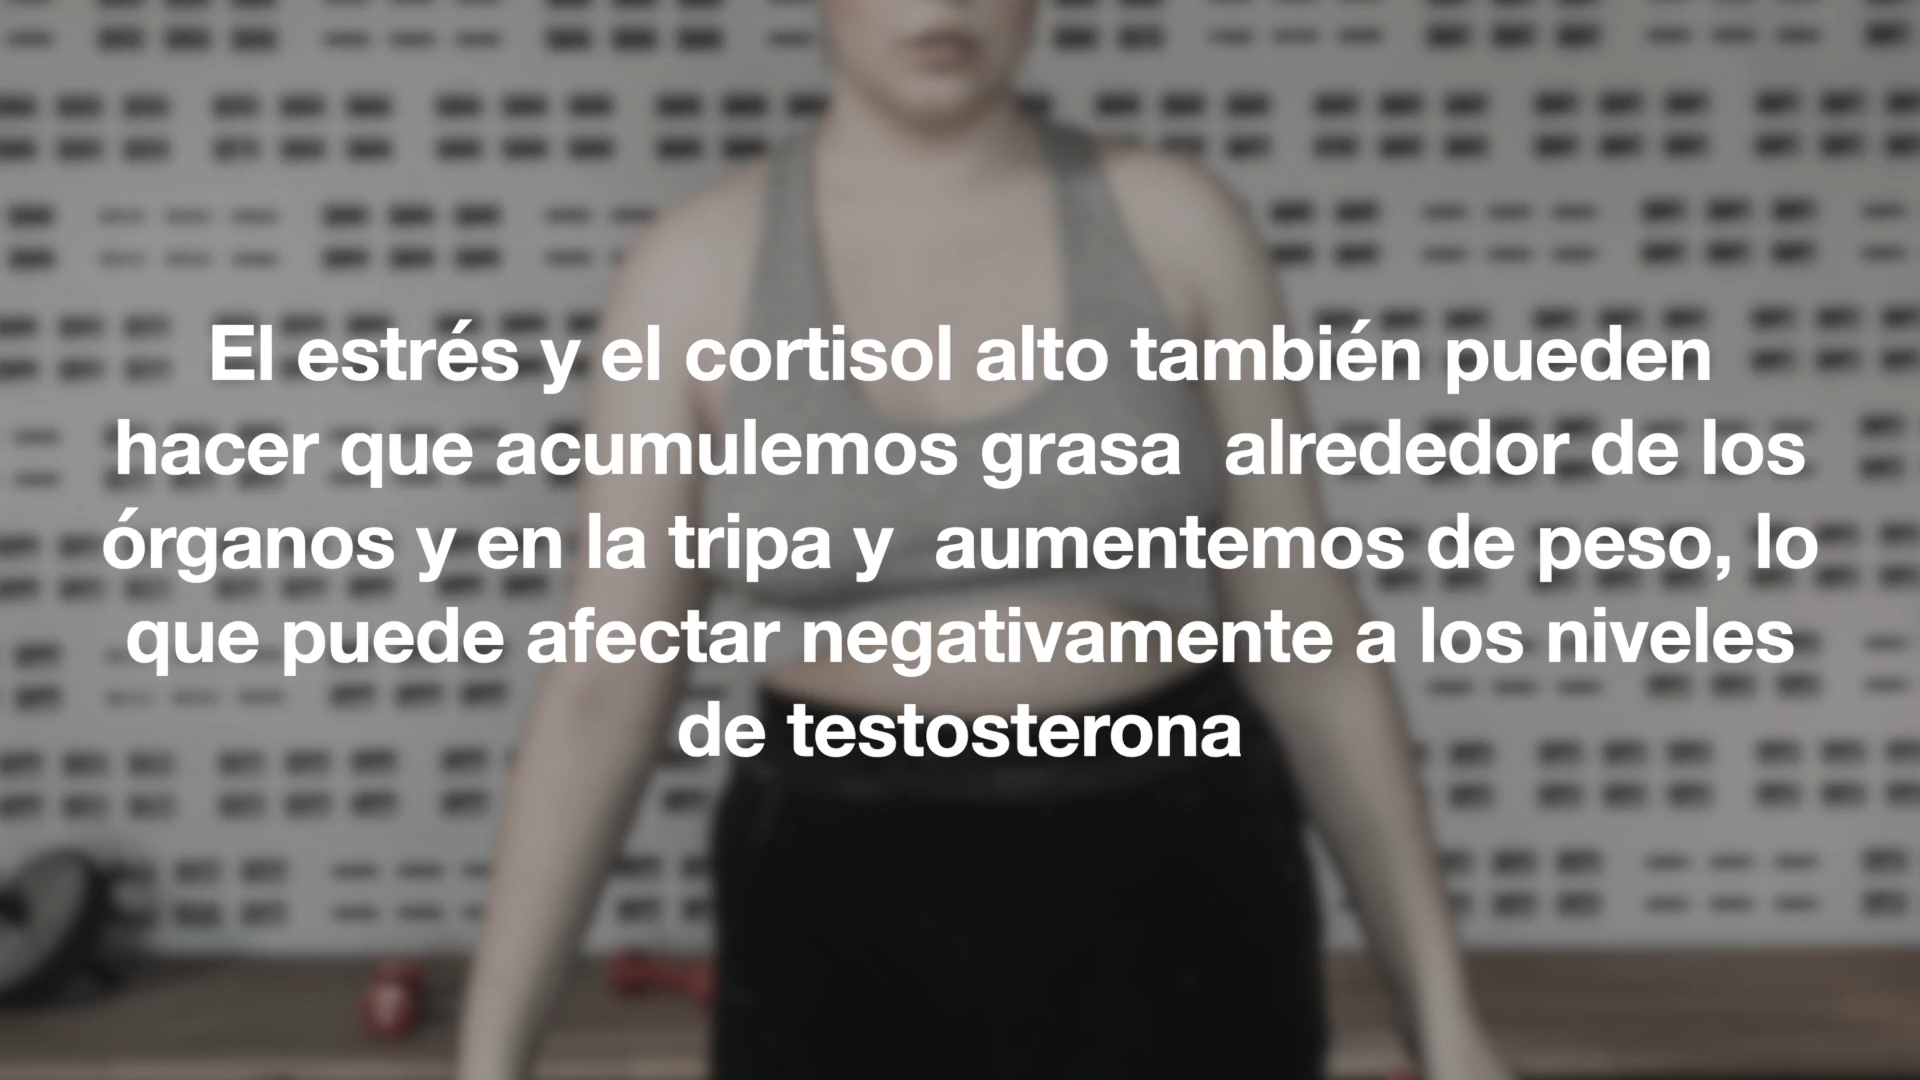 El estrés y el cortisol alto también pueden
hacer que acumulemos grasa  alrededor de los
órganos y en la tripa y  aumentemos de peso, lo
que puede afectar negativamente a los niveles
de testosterona